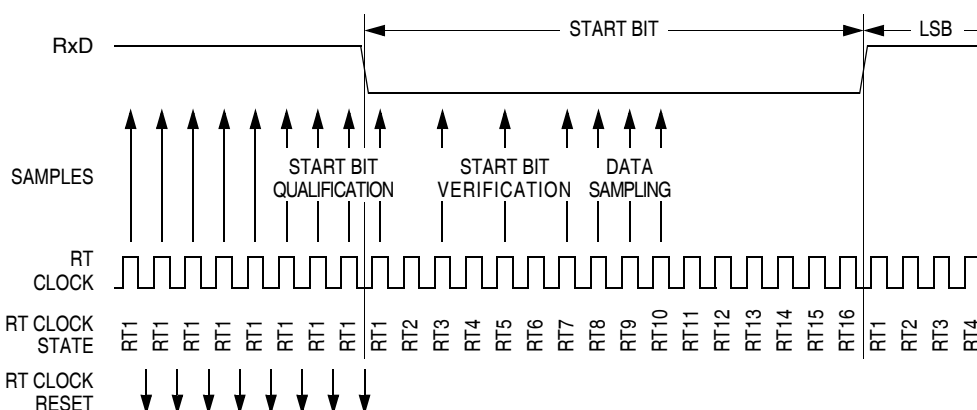 START BIT
LSB
RxD
SAMPLES
START BIT
QUALIFICATION
START BIT
VERIFICATION
DATA
SAMPLING
RT
CLOCK
RT CLOCK
STATE
RT1 RT1 RT1 RT1 RT1 RT1 RT1 RT1 RT1 RT2 RT3 RT4 RT5 RT6 RT7 RT8 RT9 RT10 RT11 RT12 RT13 RT14 RT15 RT16 RT1 RT2 RT3 RT4
RT CLOCK
RESET